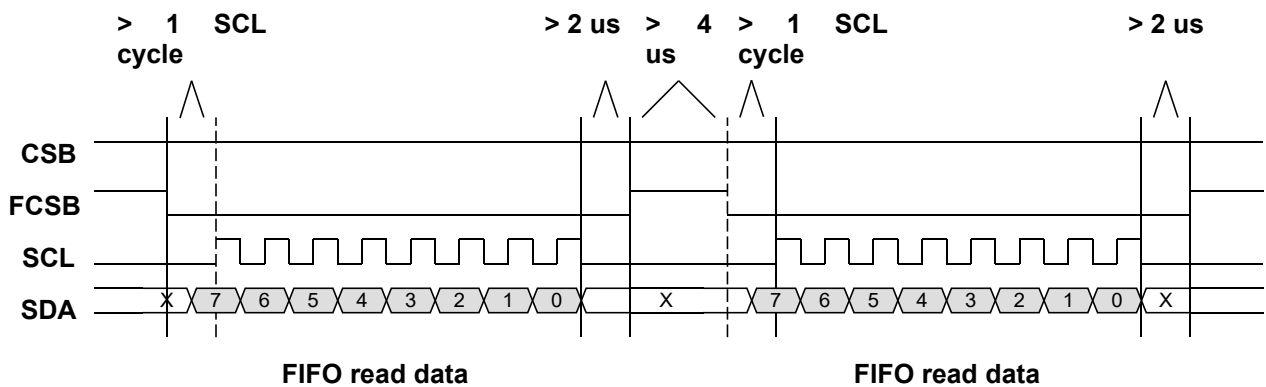 > 1 SCL > 2 us > 4 > 1 SCL > 2 us
cycle us cycle
CSB
FCSB
SCL
SDA X 7 6 5 4 3 2 1 0 X 7 6 5 4 3 2 1 0 X
FIFO read data FIFO read data